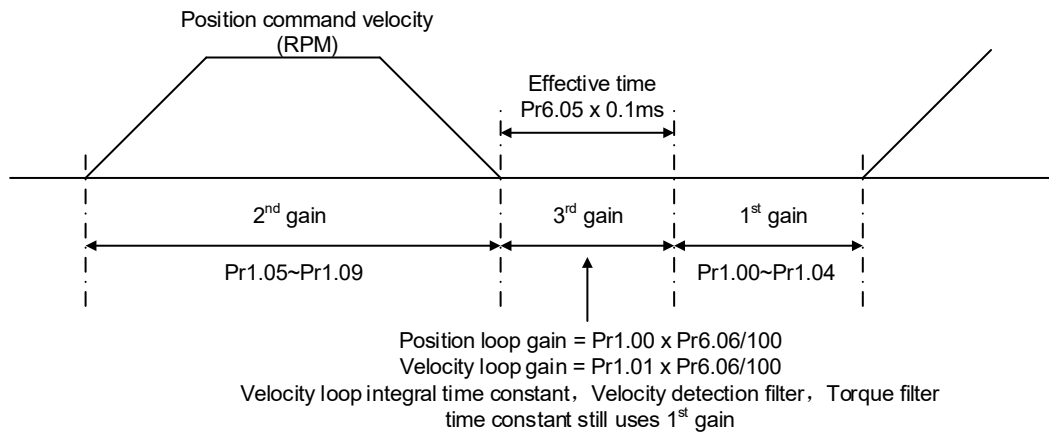 Position command velocity
(RPM)
Effective time
Pr6.05 x 0.1ms
2nd gain
3rd gain
1st gain
Pr1.05~Pr1.09
Pr1.00~Pr1.04
Position loop gain = Pr1.00 x Pr6.06/100
Velocity loop gain = Pr1.01 x Pr6.06/100
Velocity loop integral time constant，Velocity detection filter，Torque filter
time constant still uses 1st gain